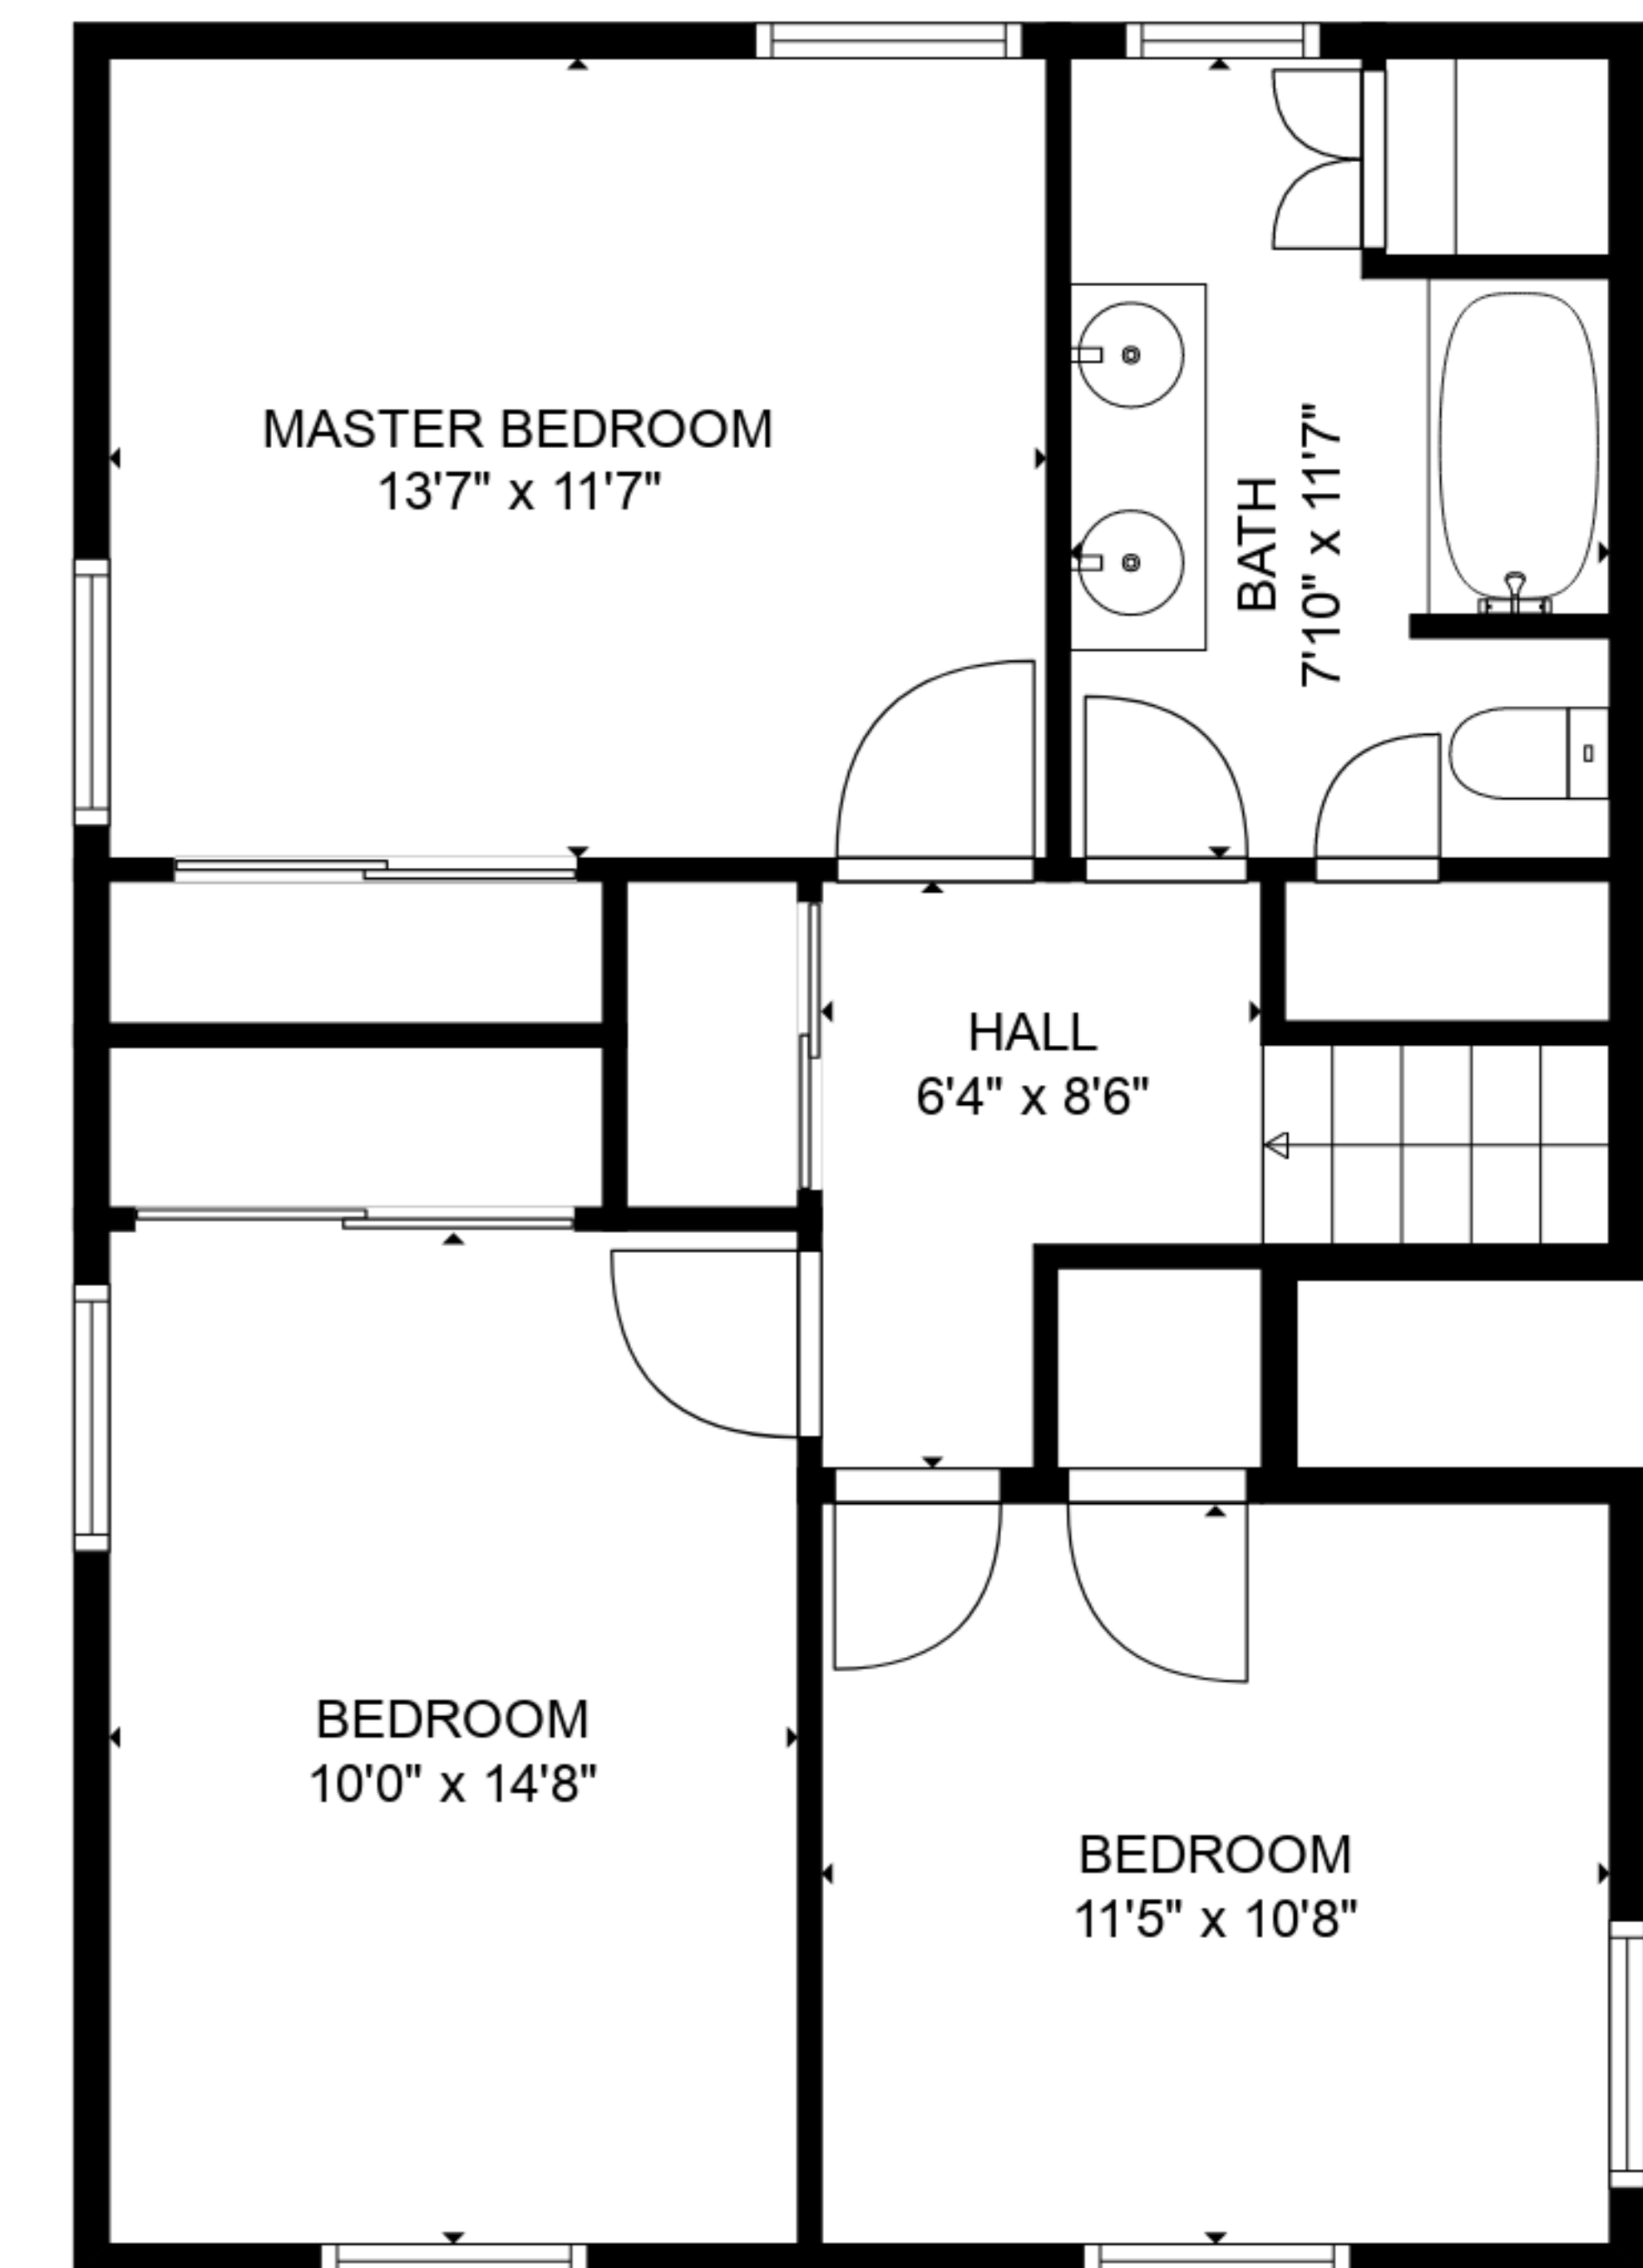 MASTER BEDROOM
13'7" x 11'7"
BATH
7'10" x 11'7"
HALL
6'4" x 8'6"
BEDROOM
10'0" x 14'8"
BEDROOM
11'5" x 10'8"